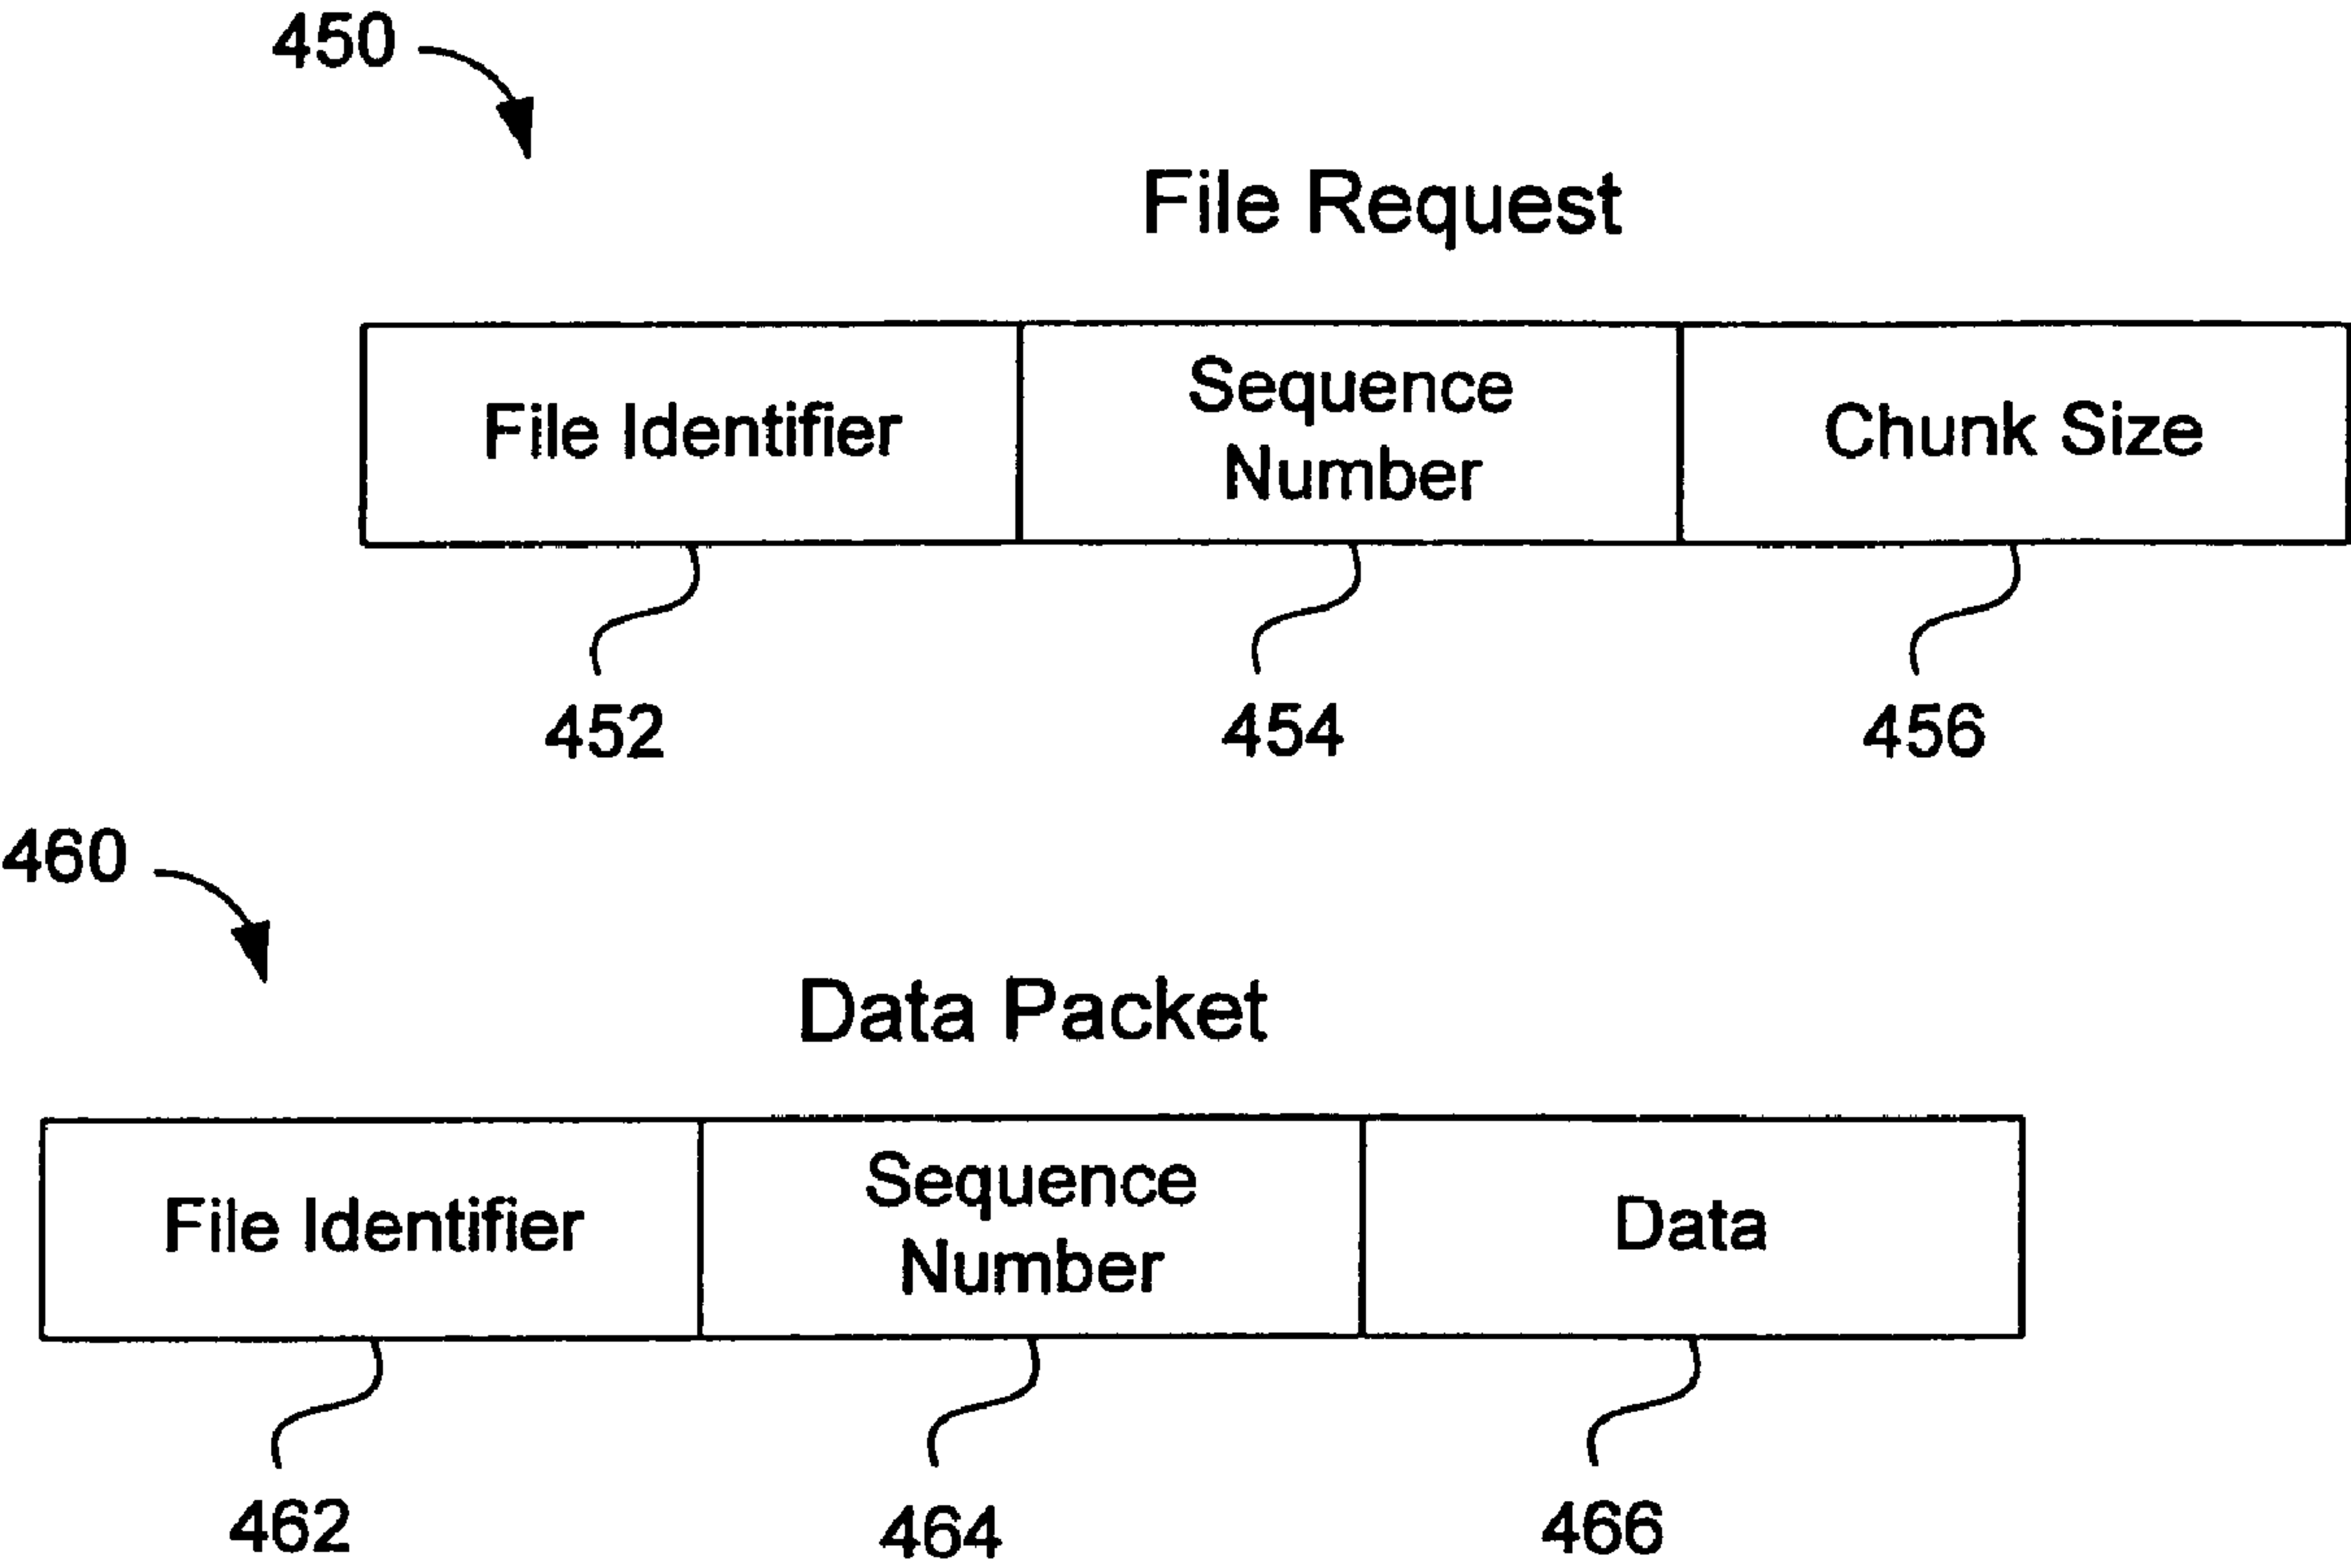 450
File Request
File Identifier
Sequence
Number
Chunk Size
452
454
456
460
Data Packet
File Identifier
Sequence
Number
Data
462
464
466